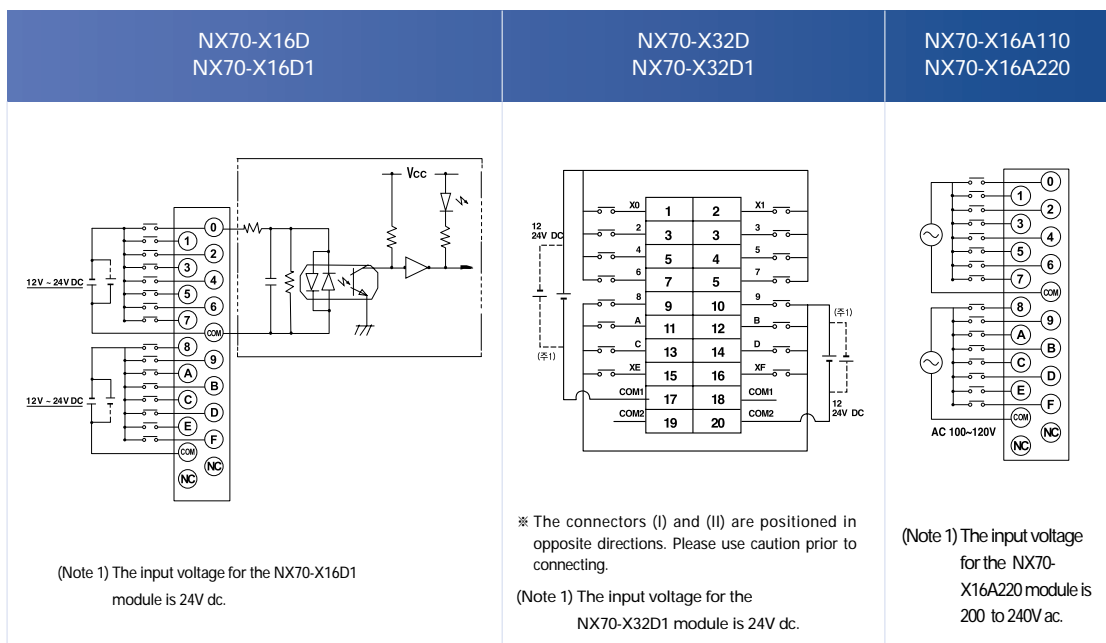 NX70-X16D
NX70-X16D1
NX70-X32D
NX70-X32D1
NX70-X16A110
NX70-X16A220
Vcc
0
1
2
3
4
5
6
7
COM
8
9
A
B
C
D
E
F
COM
NC
NC
12V ~ 24V DC
12V ~ 24V DC
(Note 1) The input voltage for the NX70-X16D1
module is 24V dc.
12
24V DC
(주1)
X0 1 2 X1
2 3 3 3
4 5 4 5
6 7 5 7
8 9 10 9
A 11 12 B
C 13 14 D
XE 15 16 XF
COM1 17 18 COM1
COM2 19 20 COM2
(주1)
12
24V DC
※ The connectors (I) and (II) are positioned in
opposite directions. Please use caution prior to
connecting.
(Note 1) The input voltage for the
NX70-X32D1 module is 24V dc.
0
1
2
3
4
5
6
7
COM
8
9
A
B
C
D
E
F
COM
NC
NC
AC 100~120V
(Note 1) The input voltage
for the NX70-
X16A220 module is
200 to 240V ac.